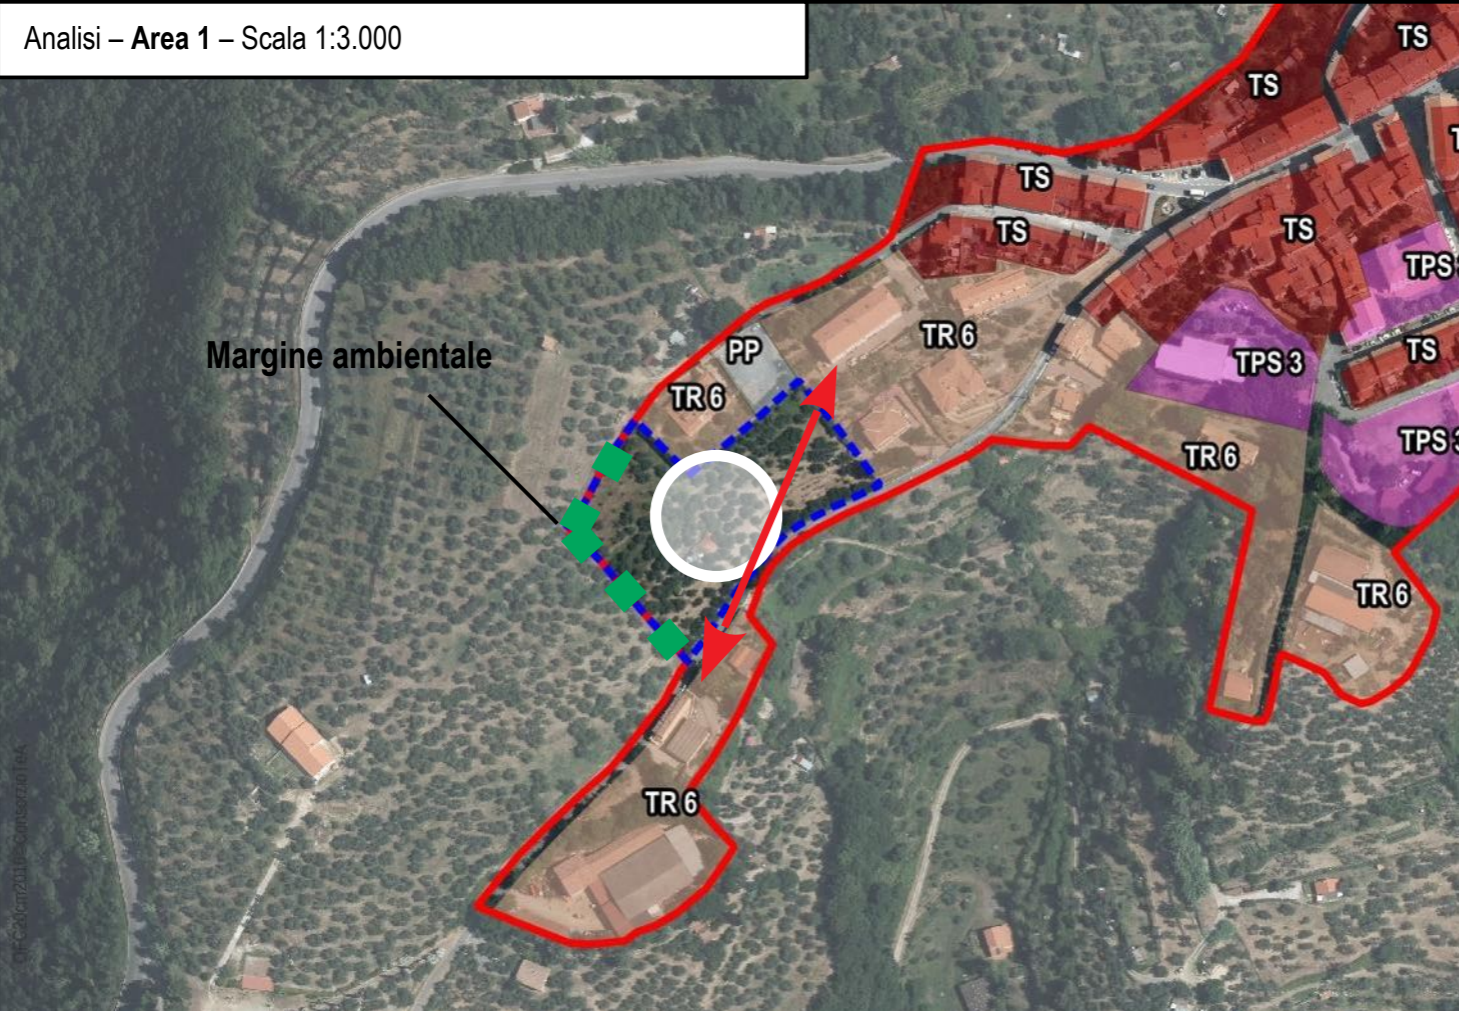 Analisi – Area 1 – Scala 1:3.000
TS
TS
TS
TS
TS
TPS
TR 6
Margine ambientale
PP
TPS 3
TS
TR 6
TPS 3
TR 6
TR 6
TR 6